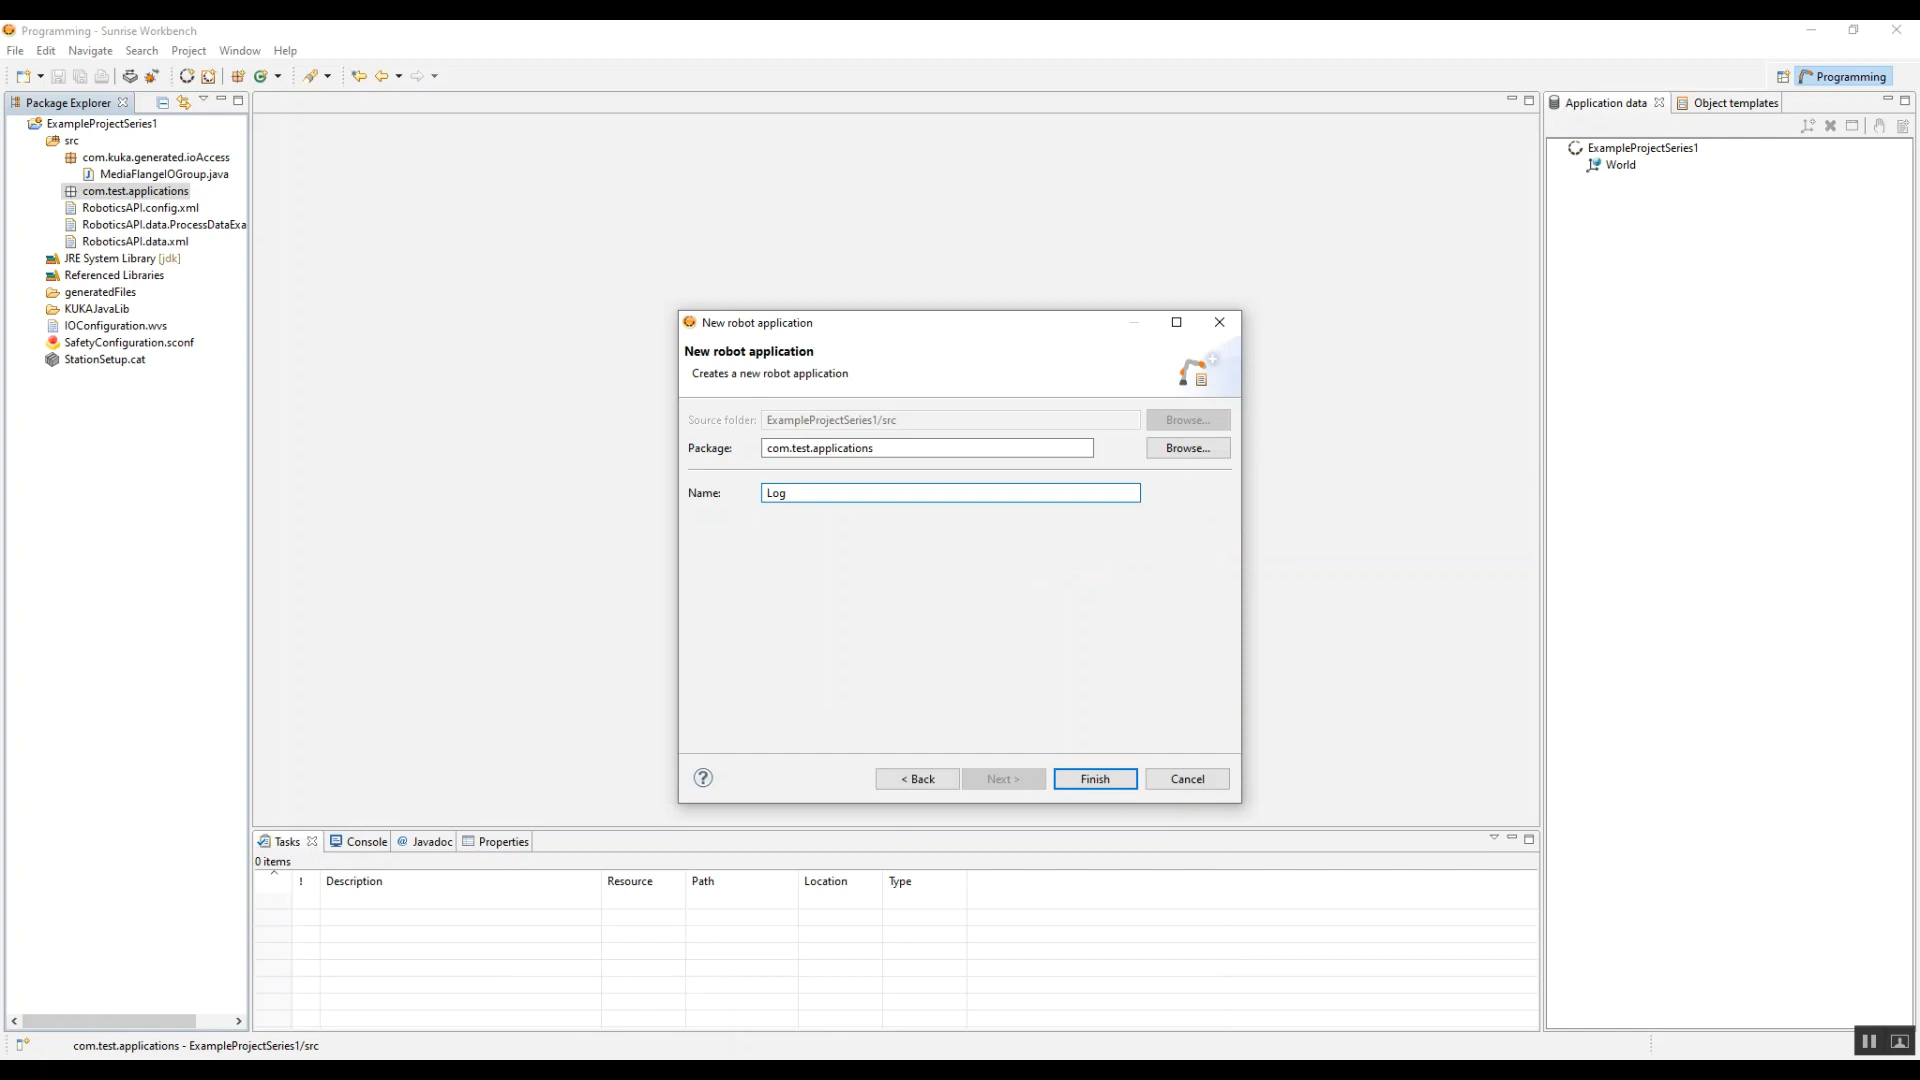 Programming - Sunrise Workbench
File Edit Navigate Search Project Window Help
Programming
Package Explorer
ExampleProjectSeries1
src
com.kuka.generated.ioAccess
MediaFlangeIOGroup.java
com.test.applications
RoboticsAPI.config.xml
RoboticsAPI.data.ProcessDataExa
RoboticsAPI.data.xml
JRE System Library [jdk]
Referenced Libraries
generatedFiles
KUKAJavaLib
IOConfiguration.wvs
SafetyConfiguration.sconf
StationSetup.cat
New robot application
New robot application
Creates a new robot application
Source folder: ExampleProjectSeries1/src Browse...
Package: com.test.applications Browse...
Name: Log
? < Back Next > Finish Cancel
Application data Object templates
ExampleProjectSeries1
World
Tasks Console @ Javadoc Properties
0 items
! Description Resource Path Location Type
com.test.applications - ExampleProjectSeries1/src